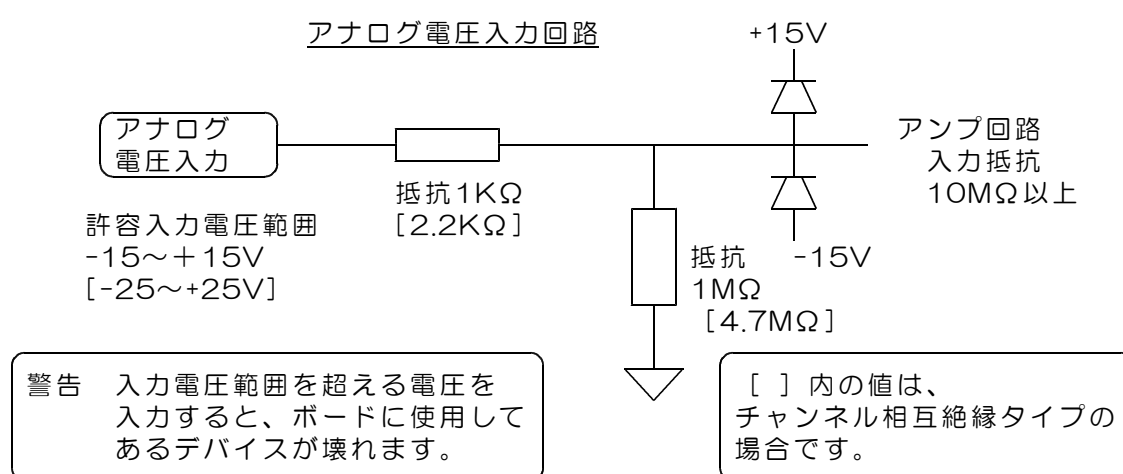 アナログ電圧入力回路
+15V
アナログ
電圧入力
アンプ回路
入力抵抗
10MΩ以上
抵抗1KΩ
[2.2KΩ]
許容入力電圧範囲
-15～＋15V
[-25～+25V]
抵抗
1MΩ
[4.7MΩ]
-15V
警告　入力電圧範囲を超える電圧を
入力すると、ボードに使用して
あるデバイスが壊れます。
[ ] 内の値は、
チャンネル相互絶縁タイプの
場合です。